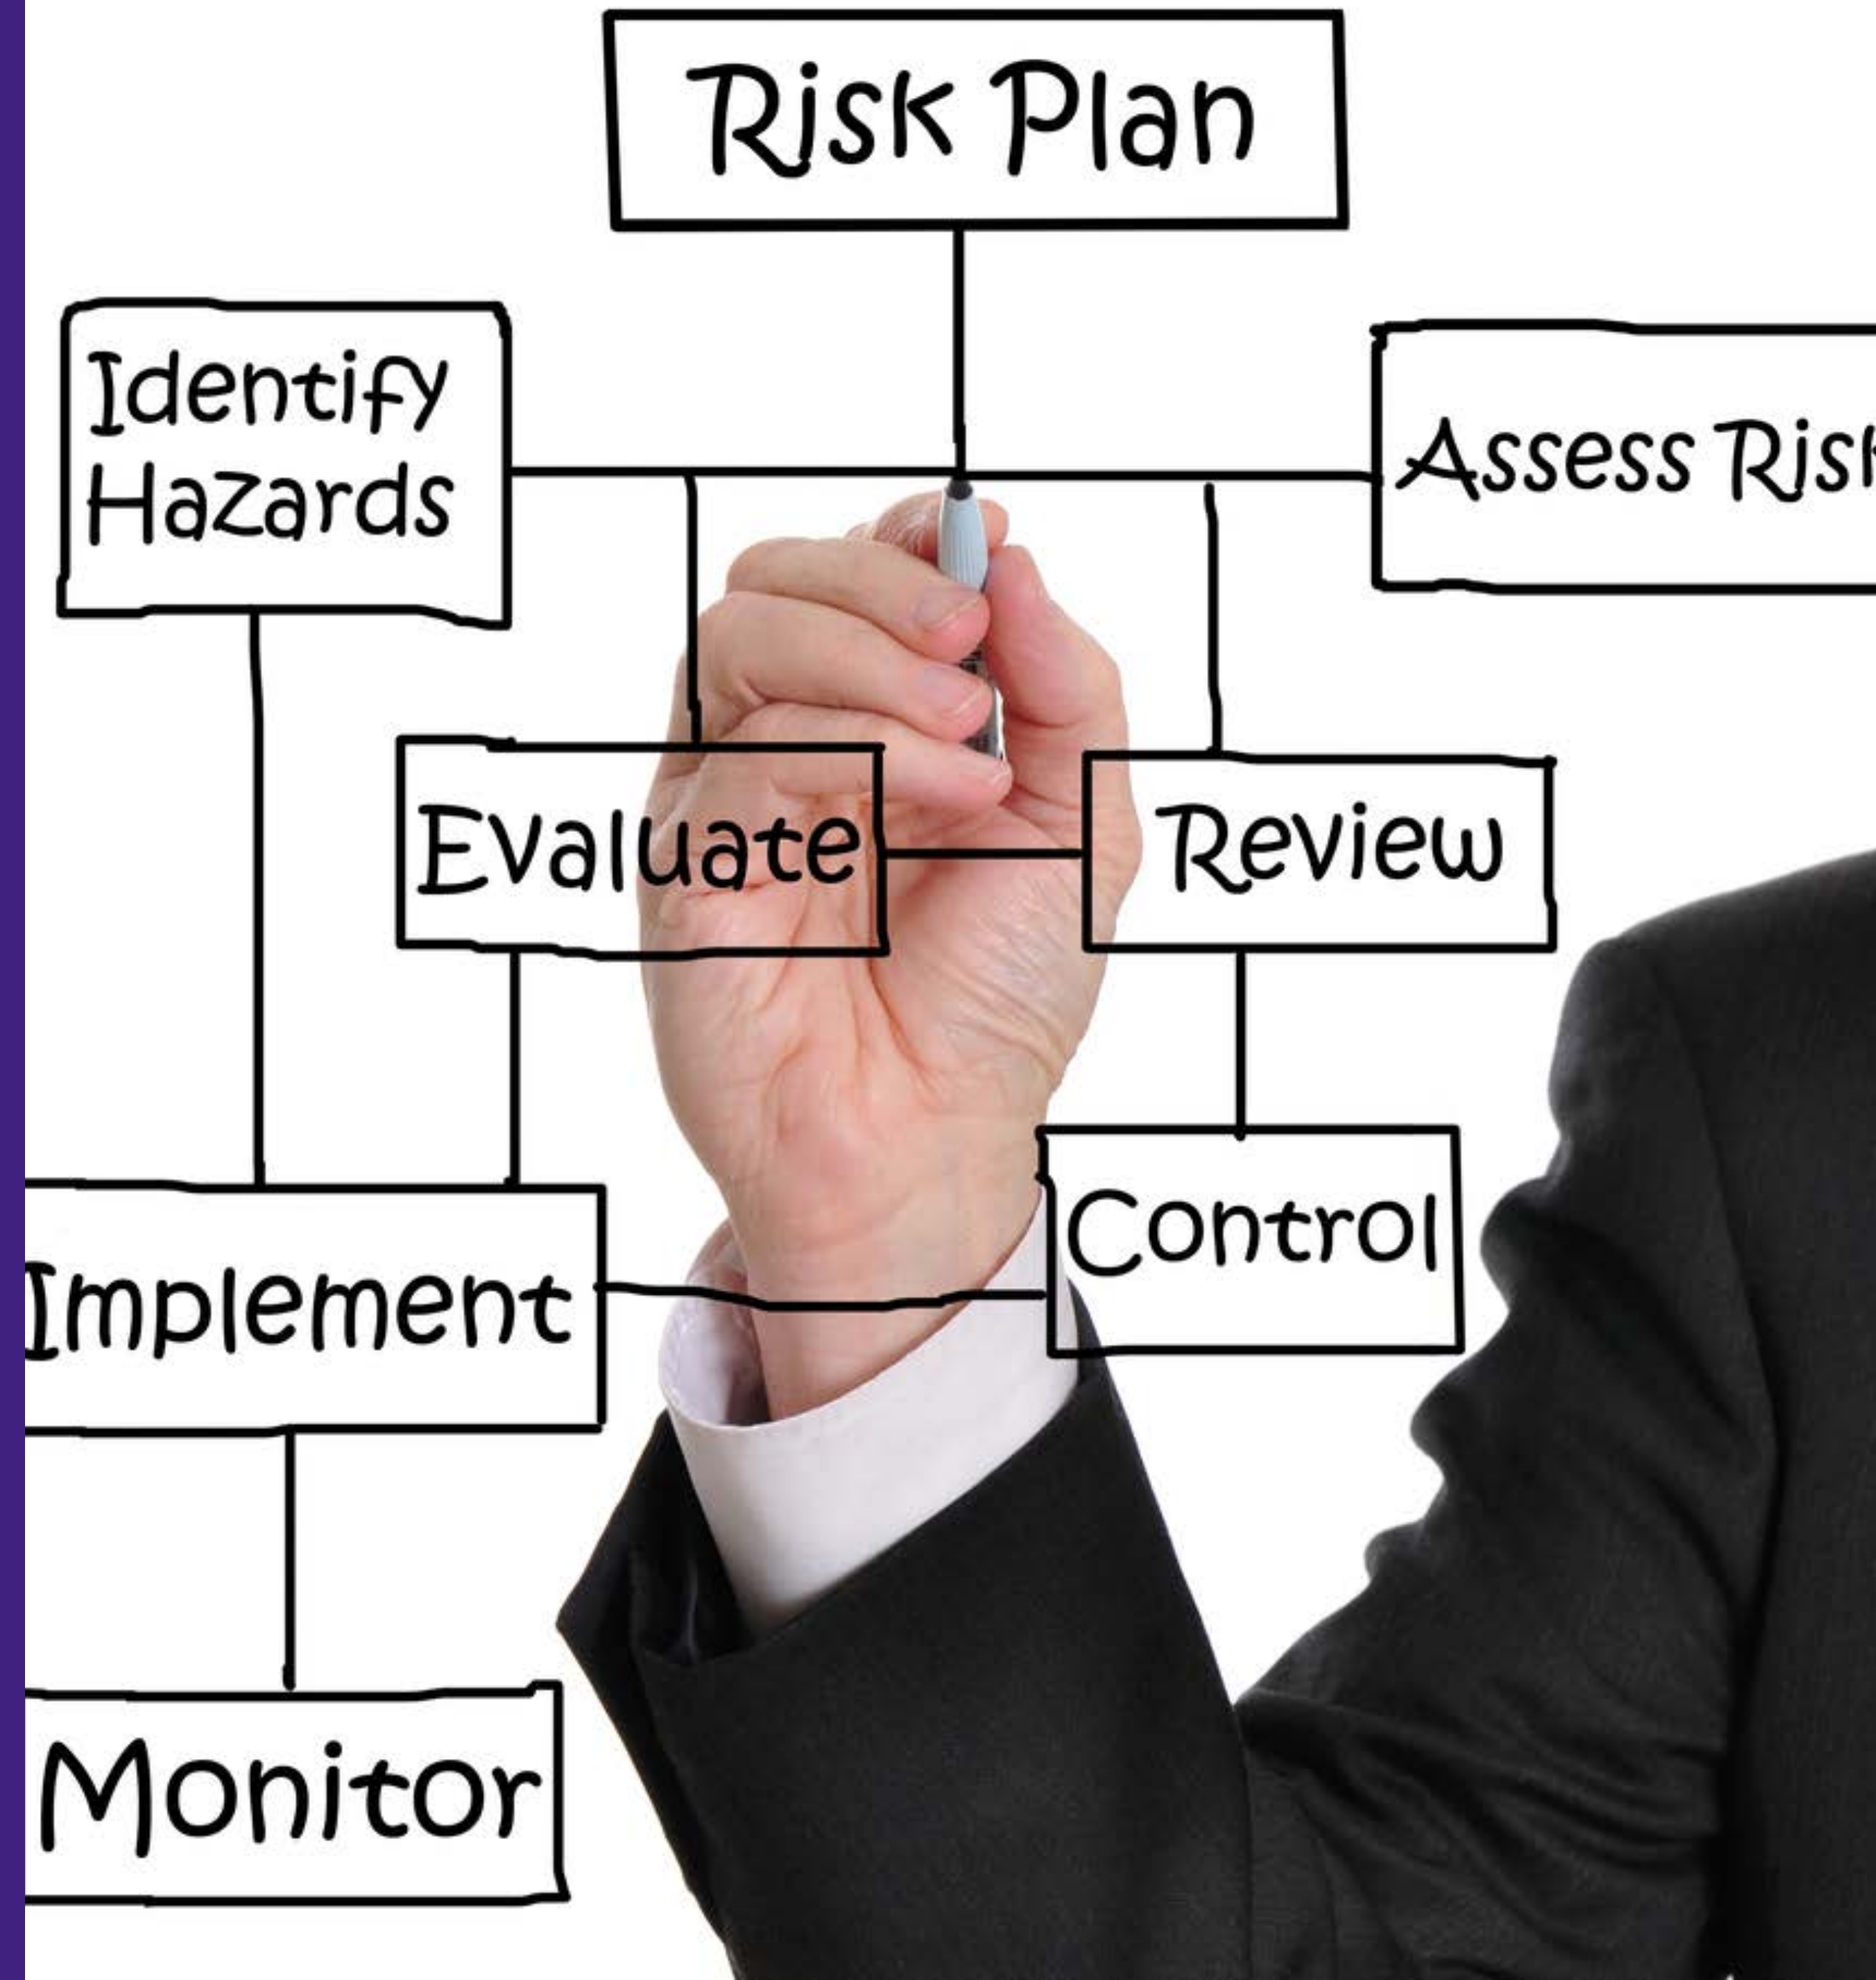 Risk Plan
Identify
Hazards
Assess Risk
Evaluate
Review
Control
Implement
Monitor